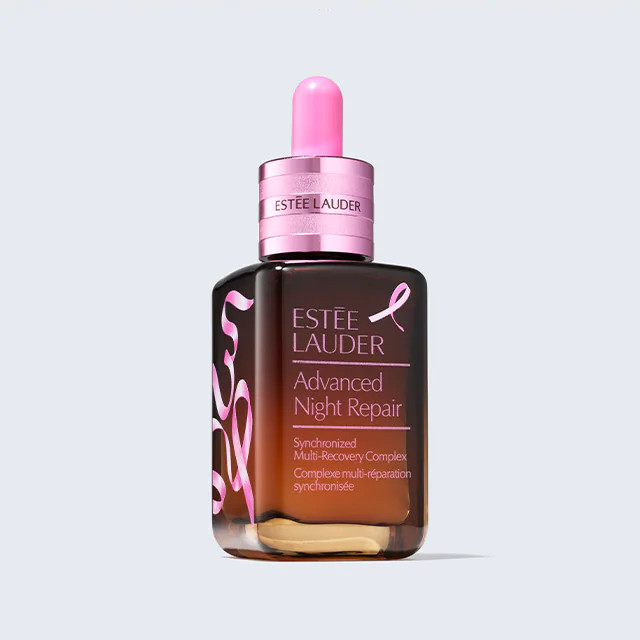 ESTĒE LAUDER
ESTĒE
LAUDER
Advanced
Night Repair
Synchronized
Multi-Recovery Complex
Complexe multi-réparation
synchronisée